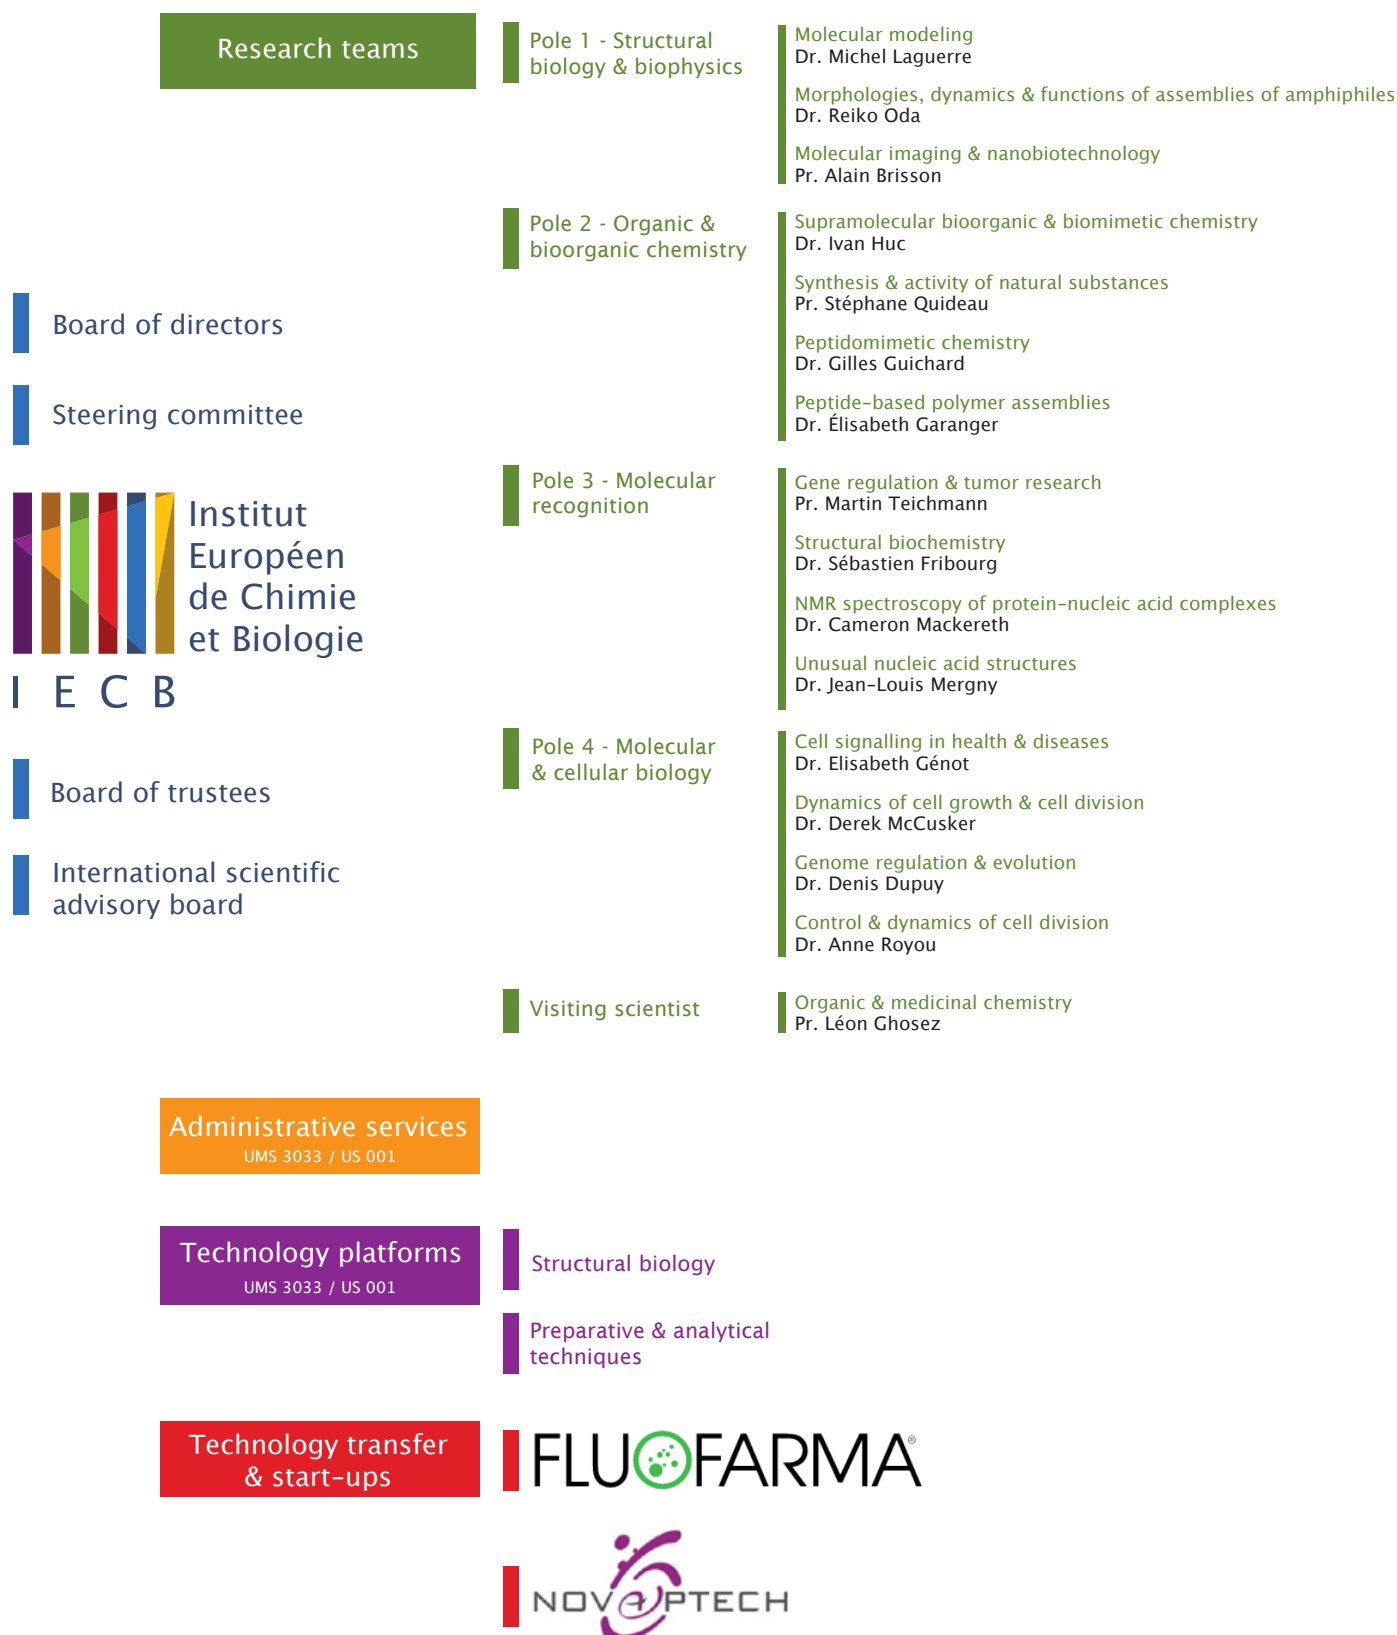 Research teams
Pole 1 - Structural
biology & biophysics
Molecular modeling
Dr. Michel Laguerre
Morphologies, dynamics & functions of assemblies of amphiphiles
Dr. Reiko Oda
Molecular imaging & nanobiotechnology
Pr. Alain Brisson
Pole 2 - Organic &
bioorganic chemistry
Supramolecular bioorganic & biomimetic chemistry
Dr. Ivan Huc
Synthesis & activity of natural substances
Pr. Stéphane Quideau
Peptidomimetic chemistry
Dr. Gilles Guichard
Peptide-based polymer assemblies
Dr. Élisabeth Garanger
Board of directors
Steering committee
Institut
Européen
de Chimie
et Biologie
I E C B
Board of trustees
International scientific
advisory board
Pole 3 - Molecular
recognition
Gene regulation & tumor research
Pr. Martin Teichmann
Structural biochemistry
Dr. Sébastien Fribourg
NMR spectroscopy of protein-nucleic acid complexes
Dr. Cameron Mackereth
Unusual nucleic acid structures
Dr. Jean-Louis Mergny
Pole 4 - Molecular
& cellular biology
Cell signalling in health & diseases
Dr. Elisabeth Génot
Dynamics of cell growth & cell division
Dr. Derek McCusker
Genome regulation & evolution
Dr. Denis Dupuy
Control & dynamics of cell division
Dr. Anne Royou
Visiting scientist
Organic & medicinal chemistry
Pr. Léon Ghosez
Administrative services
UMS 3033 / US 001
Technology platforms
UMS 3033 / US 001
Structural biology
Preparative & analytical
techniques
Technology transfer
& start-ups
FLUOFARMA®
NOVAPTECH